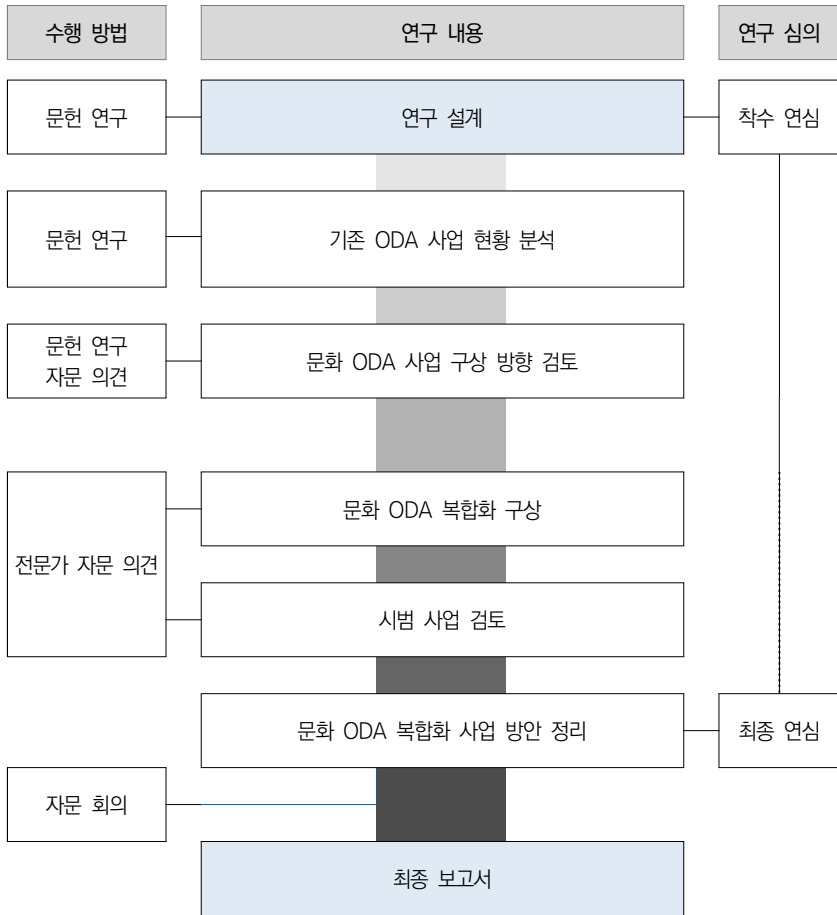 수행 방법
연구 내용
연구 심의
문헌 연구
연구 설계
착수 연심
문헌 연구
기존 ODA 사업 현황 분석
문헌 연구
자문 의견
문화 ODA 사업 구상 방향 검토
전문가 자문 의견
문화 ODA 복합화 구상
시범 사업 검토
문화 ODA 복합화 사업 방안 정리
최종 연심
자문 회의
최종 보고서